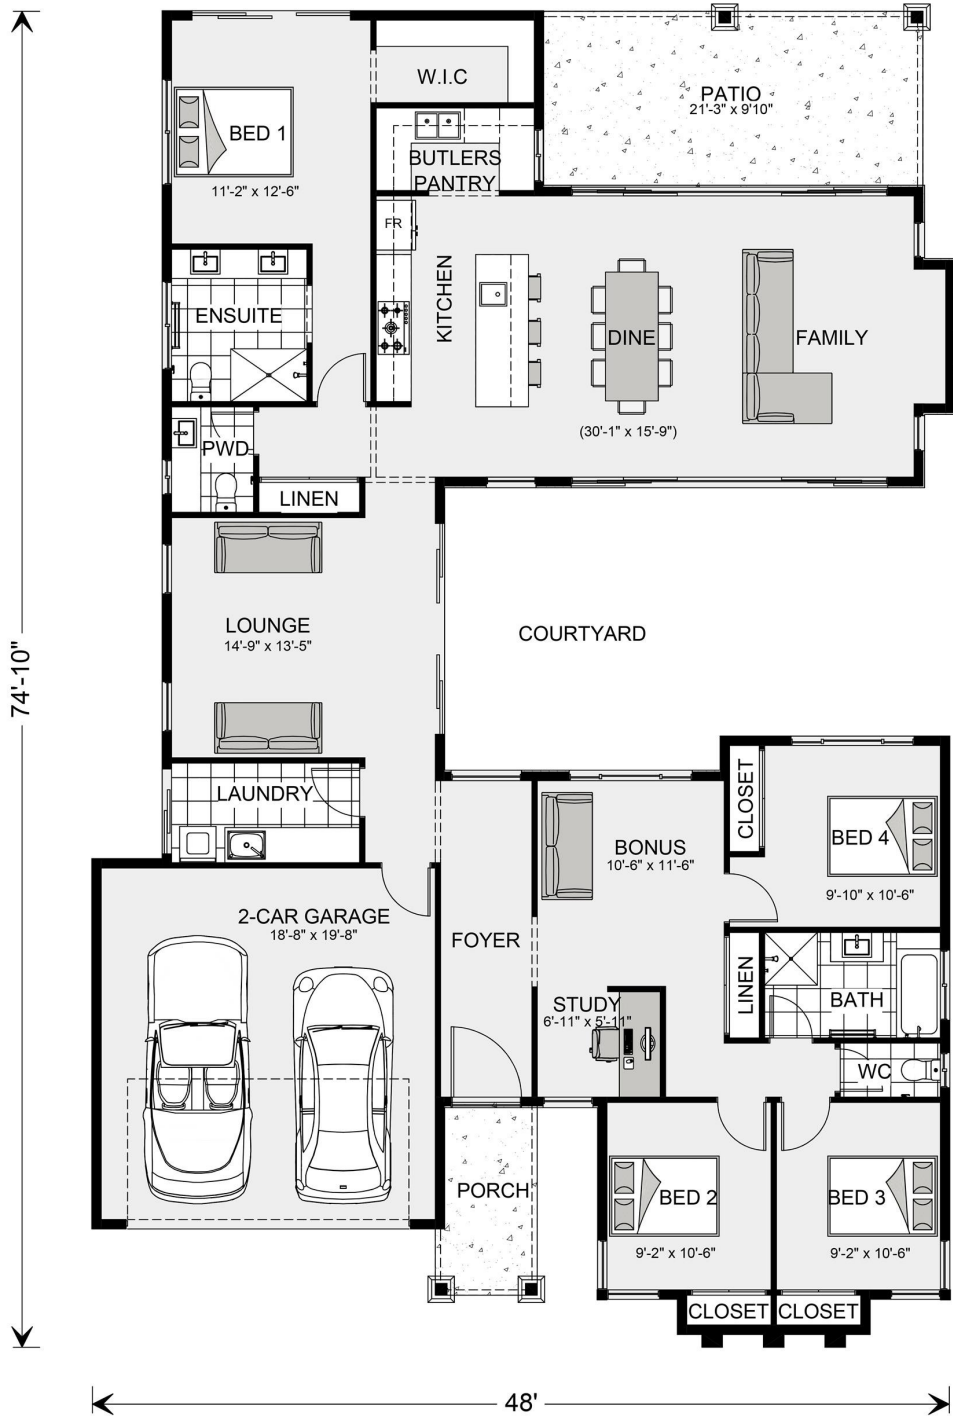 W.I.C
PATIO
21'-3" x 9'10"
BED 1
11'-2" x 12'-6"
BUTLERS
PANTRY
FR
KITCHEN
ENSUITE
DINE
FAMILY
(30'-1" x 15'-9")
PWD
LINEN
LOUNGE
14'-9" x 13'-5"
COURTYARD
74'-10"
LAUNDRY
CLOSET
BED 4
9'-10" x 10'-6"
BONUS
10'-6" x 11'-6"
2-CAR GARAGE
18'-8" x 19'-8"
FOYER
LINEN
BATH
STUDY
6'-11" x 5'-11"
WC
PORCH
BED 2
9'-2" x 10'-6"
BED 3
9'-2" x 10'-6"
CLOSET
CLOSET
48'